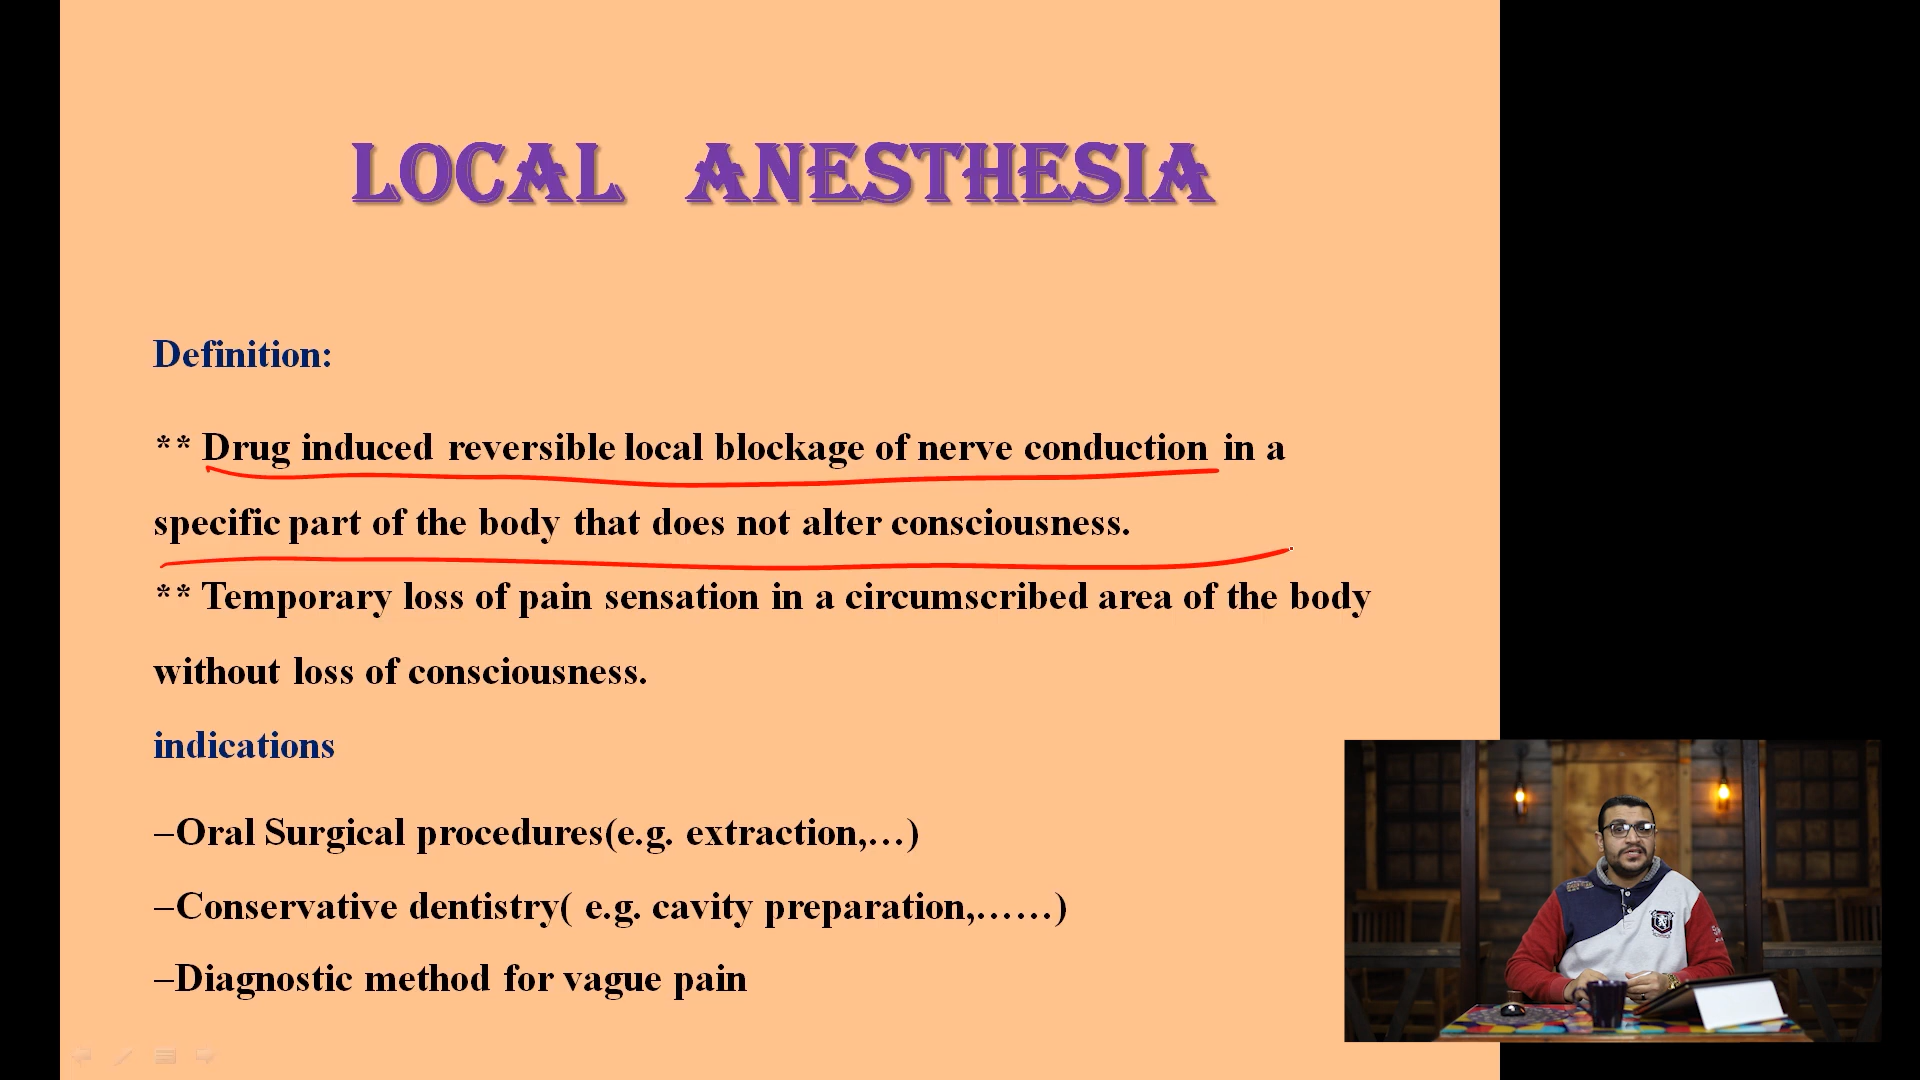 LOCAL ANESTHESIA
Definition:
** Drug induced reversible local blockage of nerve conduction in a
specific part of the body that does not alter consciousness.
** Temporary loss of pain sensation in a circumscribed area of the body
without loss of consciousness.
indications
–Oral Surgical procedures(e.g. extraction,…)
–Conservative dentistry( e.g. cavity preparation,……)
–Diagnostic method for vague pain